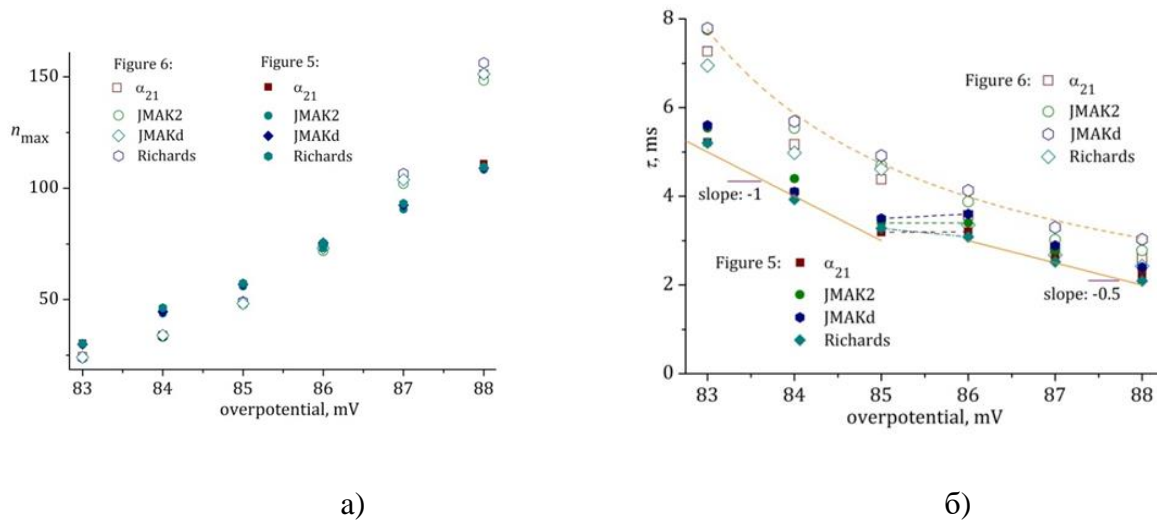 Figure 6: Figure 5:
α21 α21
JMAK2 JMAK2
JMAKd JMAKd
Richards Richards
nmax
150
100
50
83 84 85 86 87 88
overpotential, mV
а)
8
6
4
2
0
τ, ms
Figure 6:
α21
JMAK2
JMAKd
Richards
slope: -1
Figure 5:
α21
JMAK2
JMAKd
Richards
slope: -0.5
83 84 85 86 87 88
overpotential, mV
б)